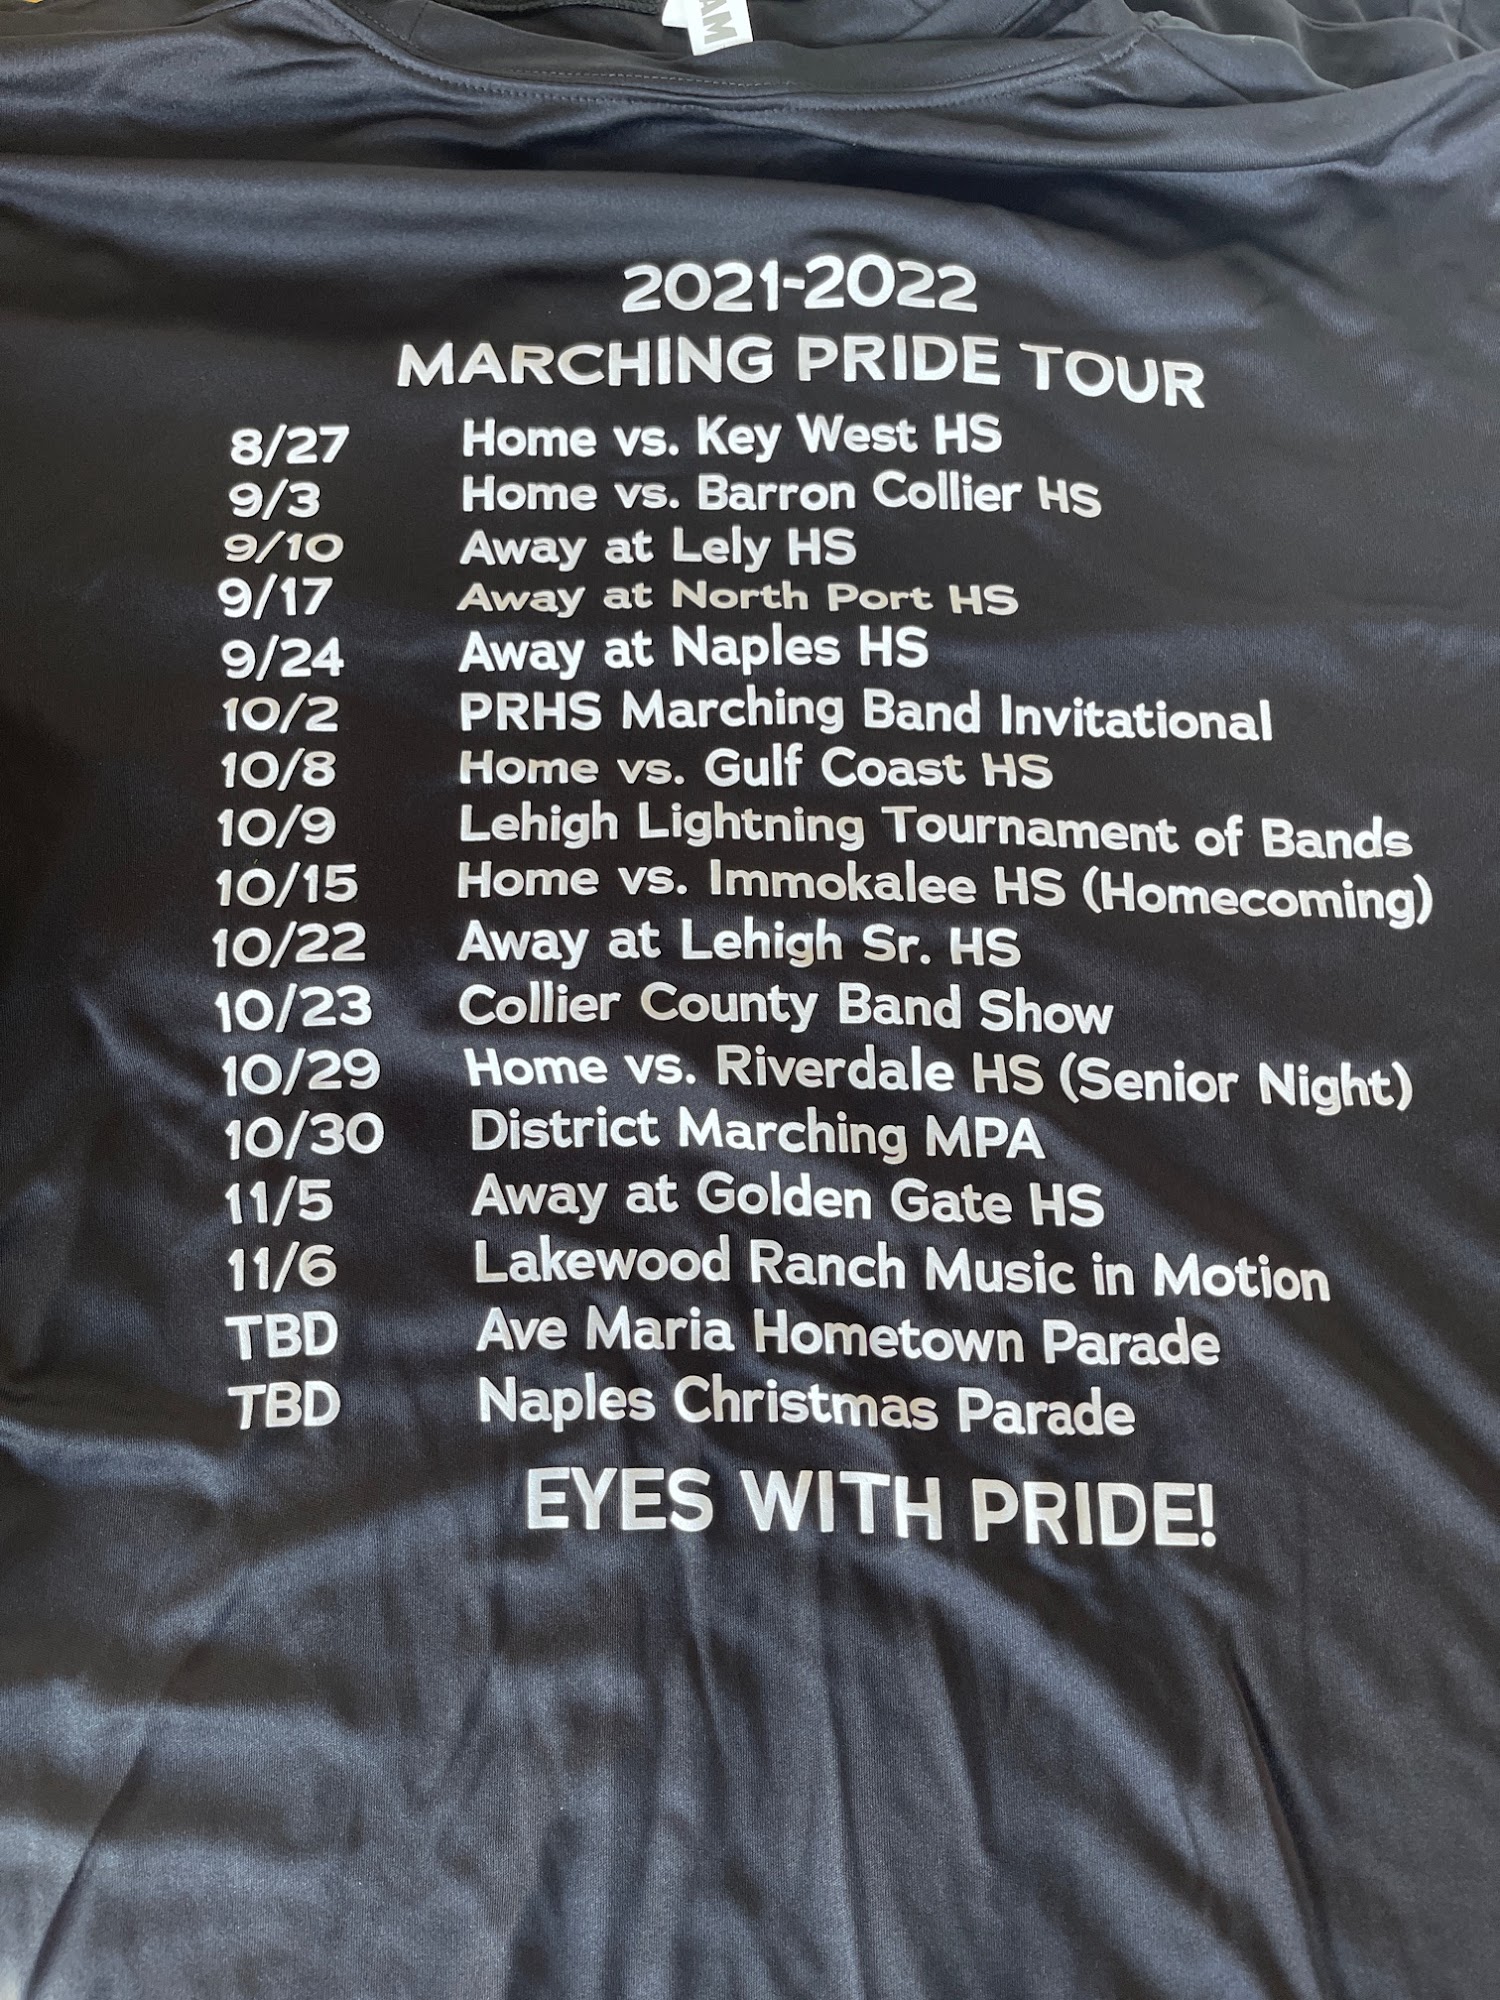 2021-2022
MARCHING PRIDE TOUR
8/27 Home vs. Key West HS
9/3 Home vs. Barron Collier HS
9/10 Away at Lely HS
9/17 Away at North Port HS
9/24 Away at Naples HS
10/2 PRHS Marching Band Invitational
10/8 Home vs. Gulf Coast HS
10/9 Lehigh Lightning Tournament of Bands
10/15 Home vs. Immokalee HS (Homecoming)
10/22 Away at Lehigh Sr. HS
10/23 Collier County Band Show
10/29 Home vs. Riverdale HS (Senior Night)
10/30 District Marching MPA
11/5 Away at Golden Gate HS
11/6 Lakewood Ranch Music in Motion
TBD Ave Maria Hometown Parade
TBD Naples Christmas Parade
EYES WITH PRIDE!